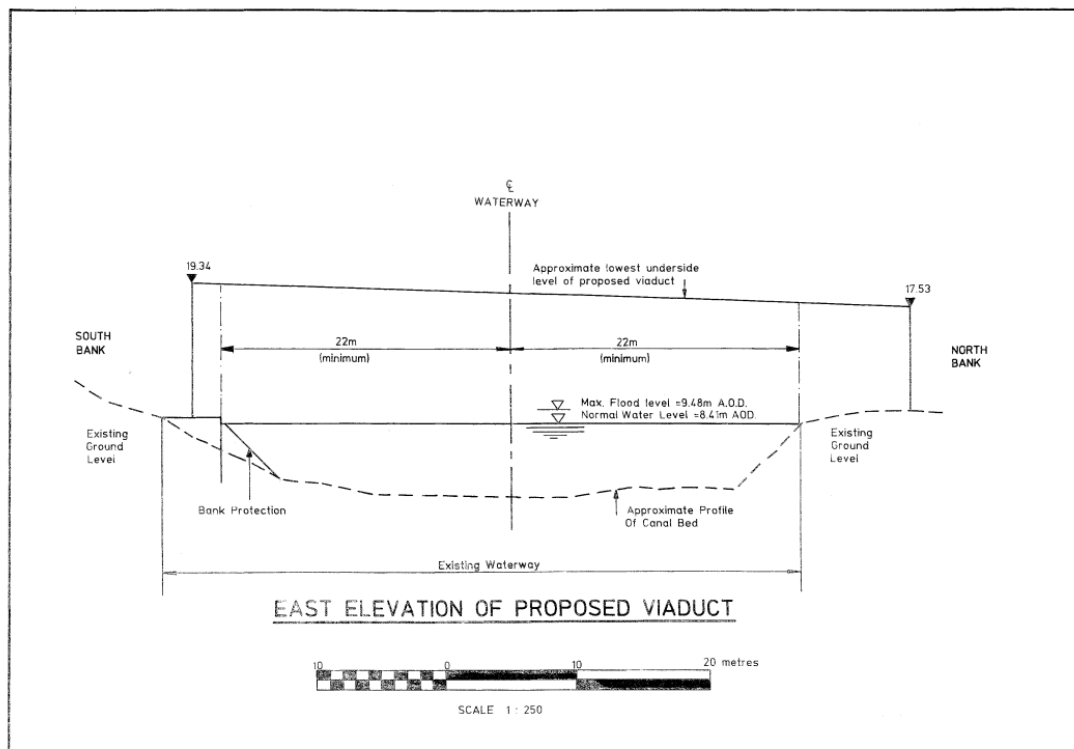 ℄
WATERWAY
19.34
Approximate lowest underside
level of proposed viaduct
17.53
SOUTH
BANK
22m
(minimum)
22m
(minimum)
NORTH
BANK
Max. Flood level =9.48m A.O.D.
Normal Water Level =8.41m AOD.
Existing
Ground
Level
Existing
Ground
Level
Bank Protection
Approximate Profile
Of Canal Bed
Existing Waterway
EAST ELEVATION OF PROPOSED VIADUCT
10 0 10 20 metres
SCALE 1 : 250